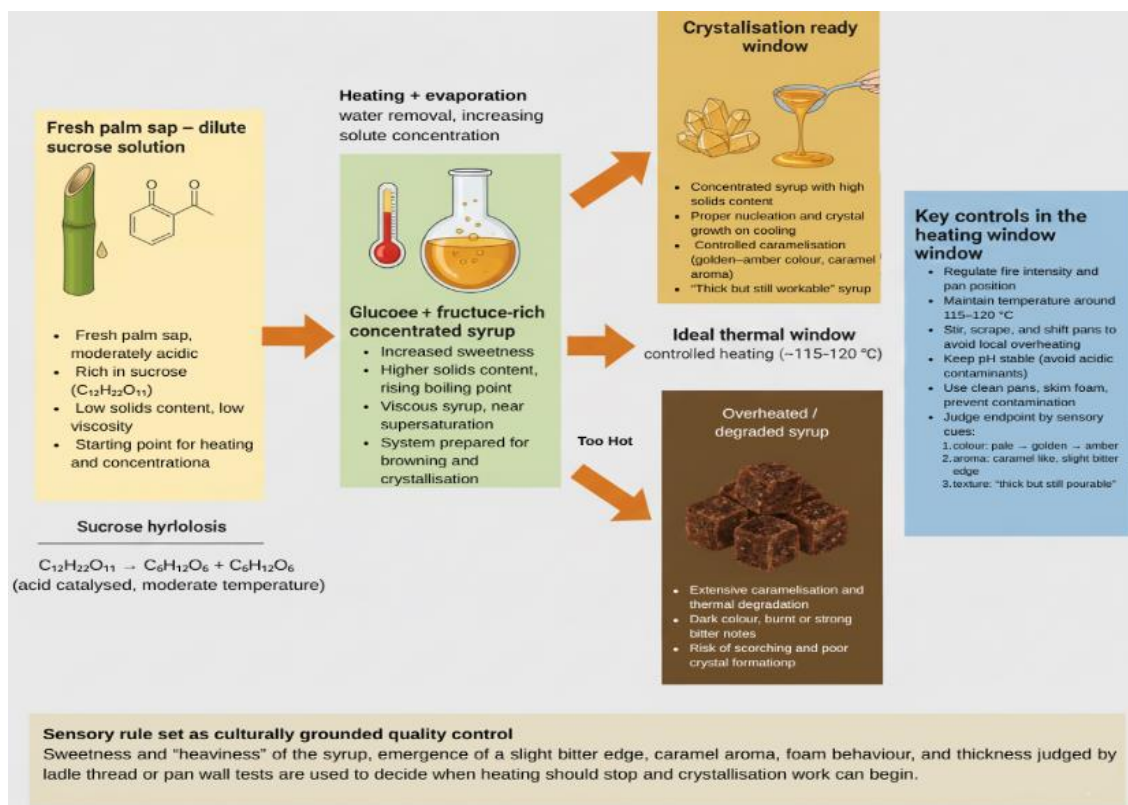 Fresh palm sap – dilute
sucrose solution
O
O
• Fresh palm sap,
moderately acidic
• Rich in sucrose
(C₁₂H₂₂O₁₁)
• Low solids content, low
viscosity
• Starting point for heating
and concentrationa
Sucrose hyrlolosis
C₁₂H₂₂O₁₁ → C₆H₁₂O₆ + C₆H₁₂O₆
(acid catalysed, moderate temperature)
Heating + evaporation
water removal, increasing
solute concentration
Glucoee + fructuce-rich
concentrated syrup
• Increased sweetness
• Higher solids content,
rising boiling point
• Viscous syrup, near
supersaturation
• System prepared for
browning and
crystallisation
Crystalisation ready
window
• Concentrated syrup with high
solids content
• Proper nucleation and crystal
growth on cooling
• Controlled caramelisation
(golden–amber colour, caramel
aroma)
• "Thick but still workable" syrup
Ideal thermal window
controlled heating (~115-120 °C)
Too Hot
Overheated /
degraded syrup
• Extensive caramelisation and
thermal degradation
• Dark colour, burnt or strong
bitter notes
• Risk of scorching and poor
crystal formationp
Key controls in the
heating window
window
• Regulate fire intensity and
pan position
• Maintain temperature around
115–120 °C
• Stir, scrape, and shift pans to
avoid local overheating
• Keep pH stable (avoid acidic
contaminants)
• Use clean pans, skim foam,
prevent contamination
• Judge endpoint by sensory
cues:
1. colour: pale → golden → amber
2. aroma: caramel like, slight bitter
edge
3. texture: "thick but still pourable"
Sensory rule set as culturally grounded quality control
Sweetness and "heaviness" of the syrup, emergence of a slight bitter edge, caramel aroma, foam behaviour, and thickness judged by
ladle thread or pan wall tests are used to decide when heating should stop and crystallisation work can begin.